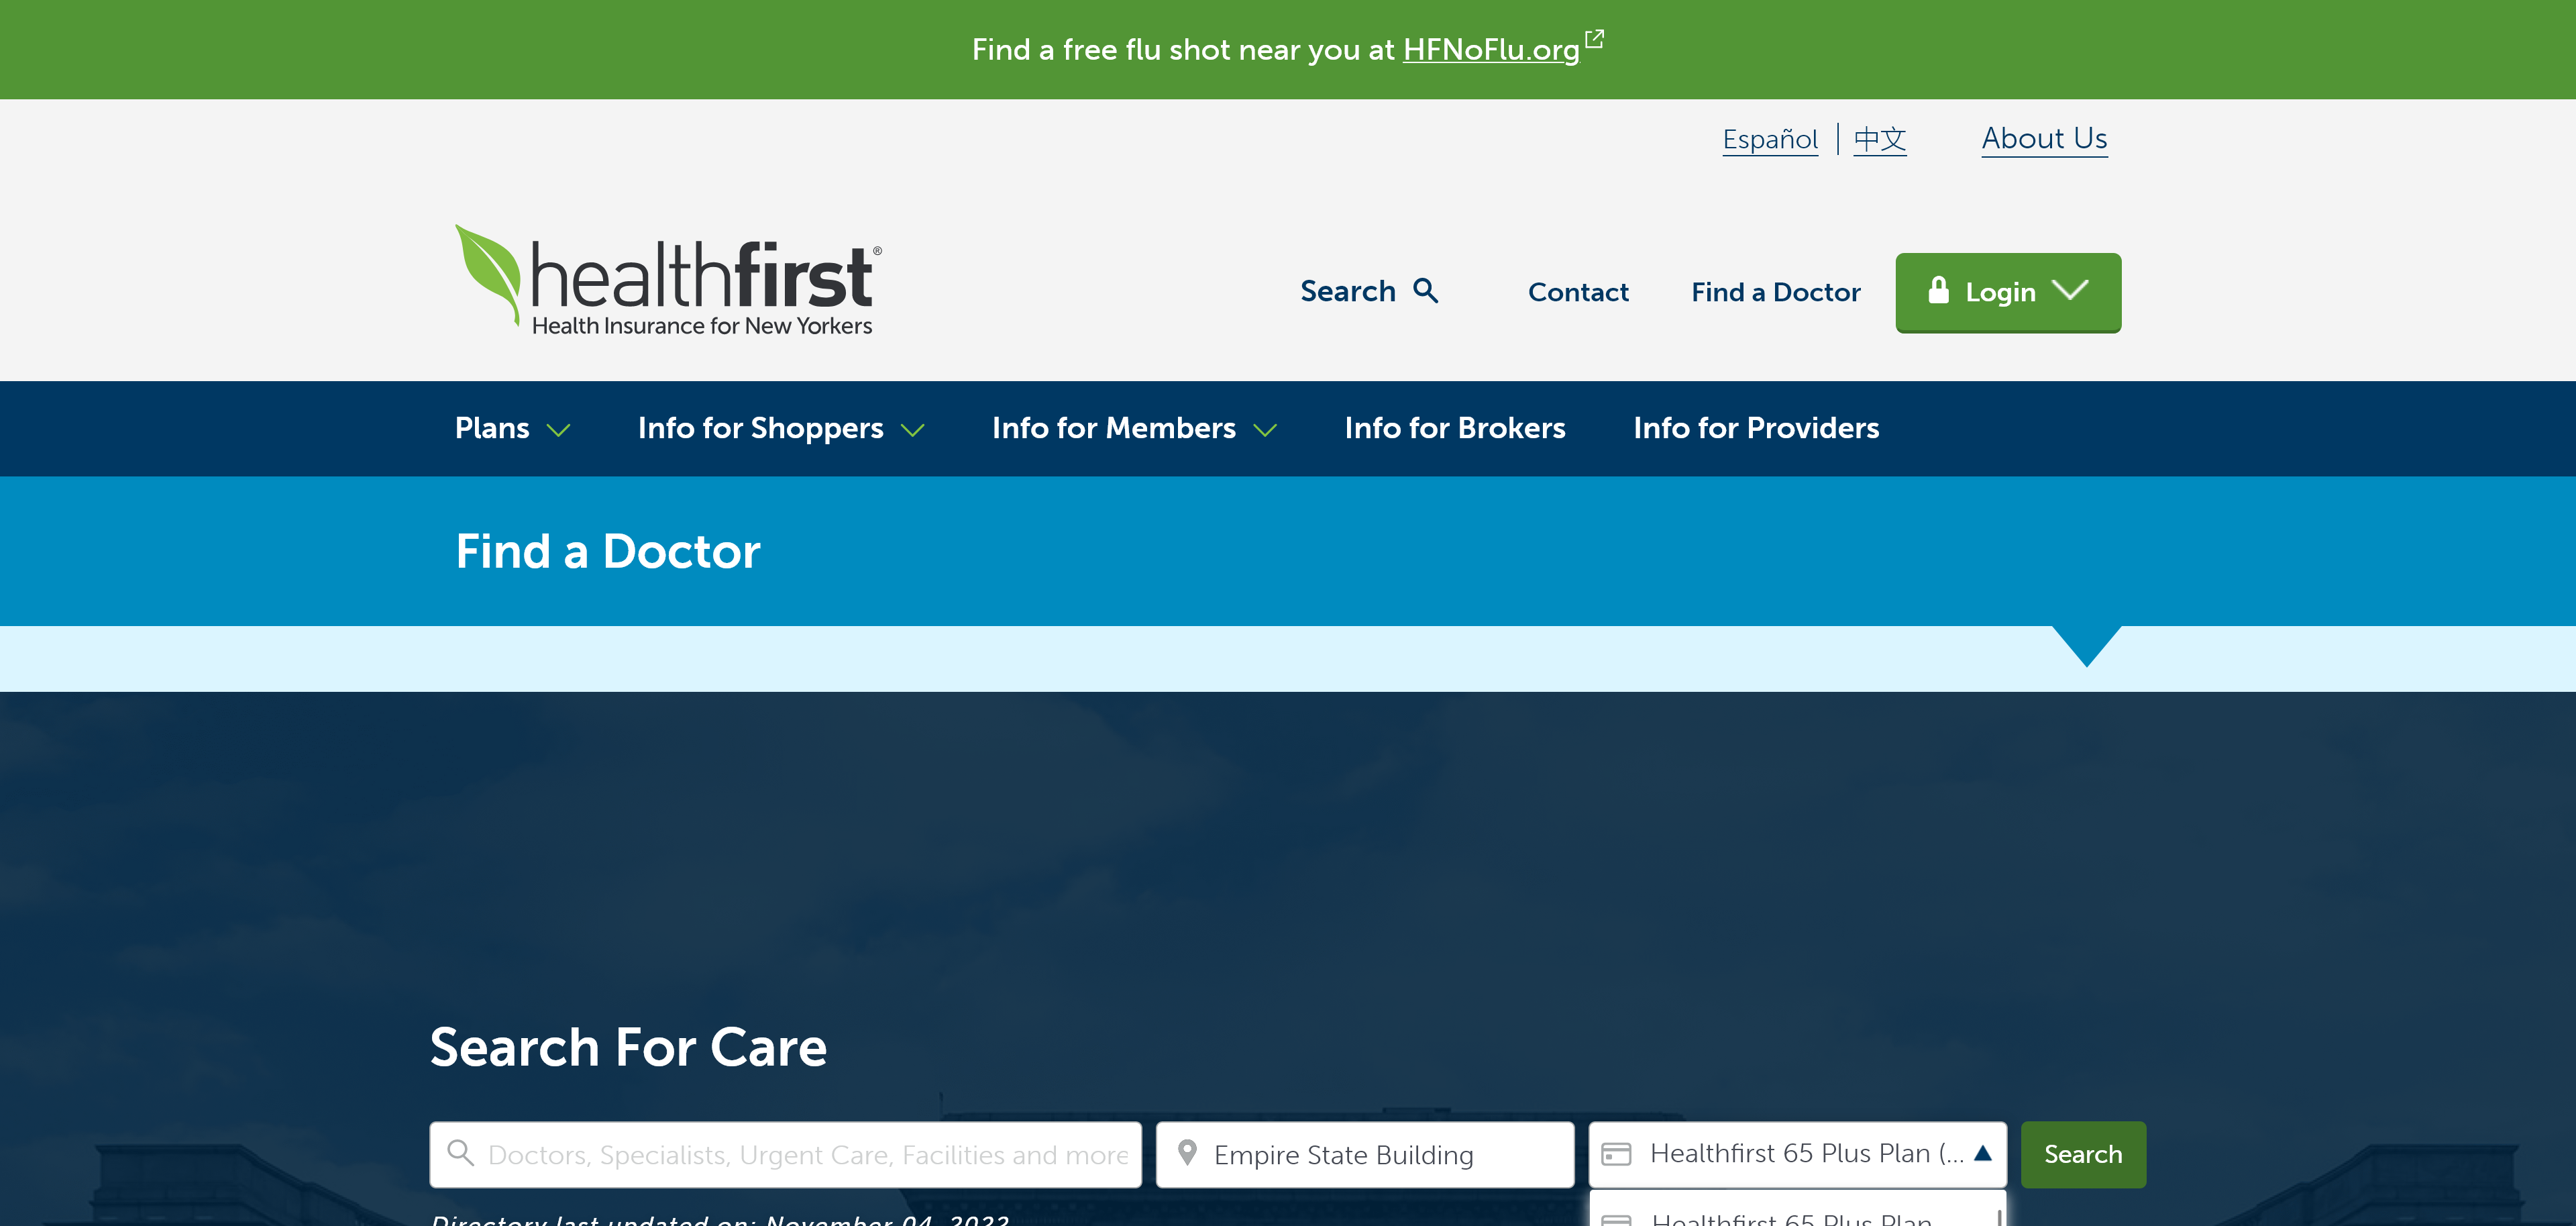 Find a free flu shot near you at HFNoFlu.org
Español
中文
About Us
healthfirst®
Health Insurance for New Yorkers
Search
Contact
Find a Doctor
Login
Plans
Info for Shoppers
Info for Members
Info for Brokers
Info for Providers
Find a Doctor
Search For Care
Doctors, Specialists, Urgent Care, Facilities and more
Empire State Building
Healthfirst 65 Plus Plan (...
Search
Directory last updated on: November 04, 2022
Healthfirst 65 Plus Plan